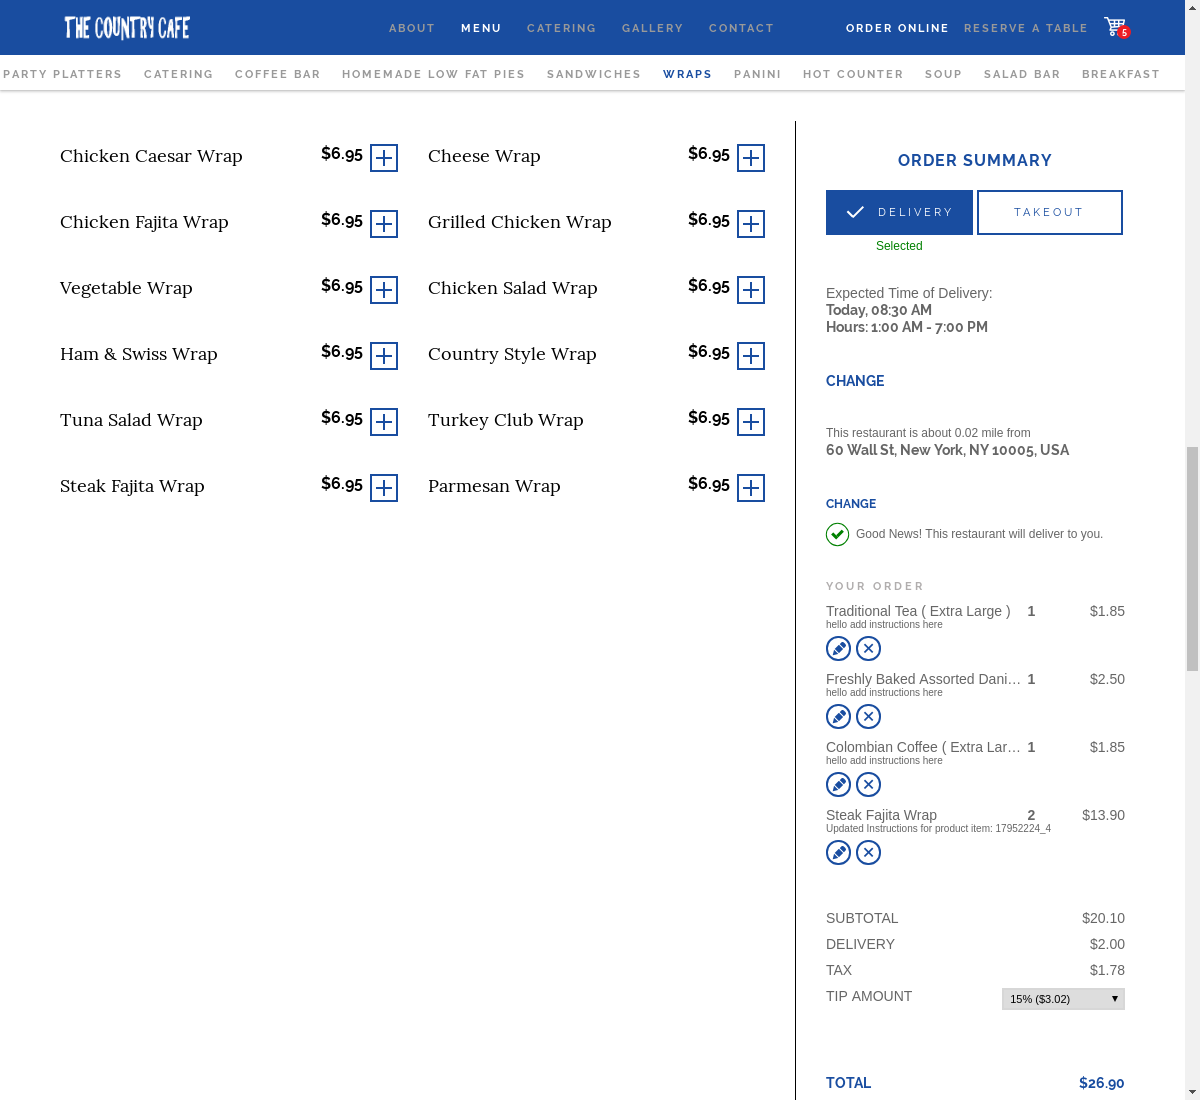 THE COUNTRY CAFE
ABOUT MENU CATERING GALLERY CONTACT ORDER ONLINE RESERVE A TABLE 5
PARTY PLATTERS CATERING COFFEE BAR HOMEMADE LOW FAT PIES SANDWICHES WRAPS PANINI HOT COUNTER SOUP SALAD BAR BREAKFAST
Chicken Caesar Wrap $6.95 Cheese Wrap $6.95
Chicken Fajita Wrap $6.95 Grilled Chicken Wrap $6.95
Vegetable Wrap $6.95 Chicken Salad Wrap $6.95
Ham & Swiss Wrap $6.95 Country Style Wrap $6.95
Tuna Salad Wrap $6.95 Turkey Club Wrap $6.95
Steak Fajita Wrap $6.95 Parmesan Wrap $6.95
ORDER SUMMARY
DELIVERY TAKEOUT
Selected
Expected Time of Delivery:
Today, 08:30 AM
Hours: 1:00 AM - 7:00 PM
CHANGE
This restaurant is about 0.02 mile from
60 Wall St, New York, NY 10005, USA
CHANGE
Good News! This restaurant will deliver to you.
YOUR ORDER
Traditional Tea ( Extra Large ) 1 $1.85
hello add instructions here
Freshly Baked Assorted Dani… 1 $2.50
hello add instructions here
Colombian Coffee ( Extra Lar… 1 $1.85
hello add instructions here
Steak Fajita Wrap 2 $13.90
Updated Instructions for product item: 17952224_4
SUBTOTAL $20.10
DELIVERY $2.00
TAX $1.78
TIP AMOUNT 15% ($3.02)
TOTAL $26.90